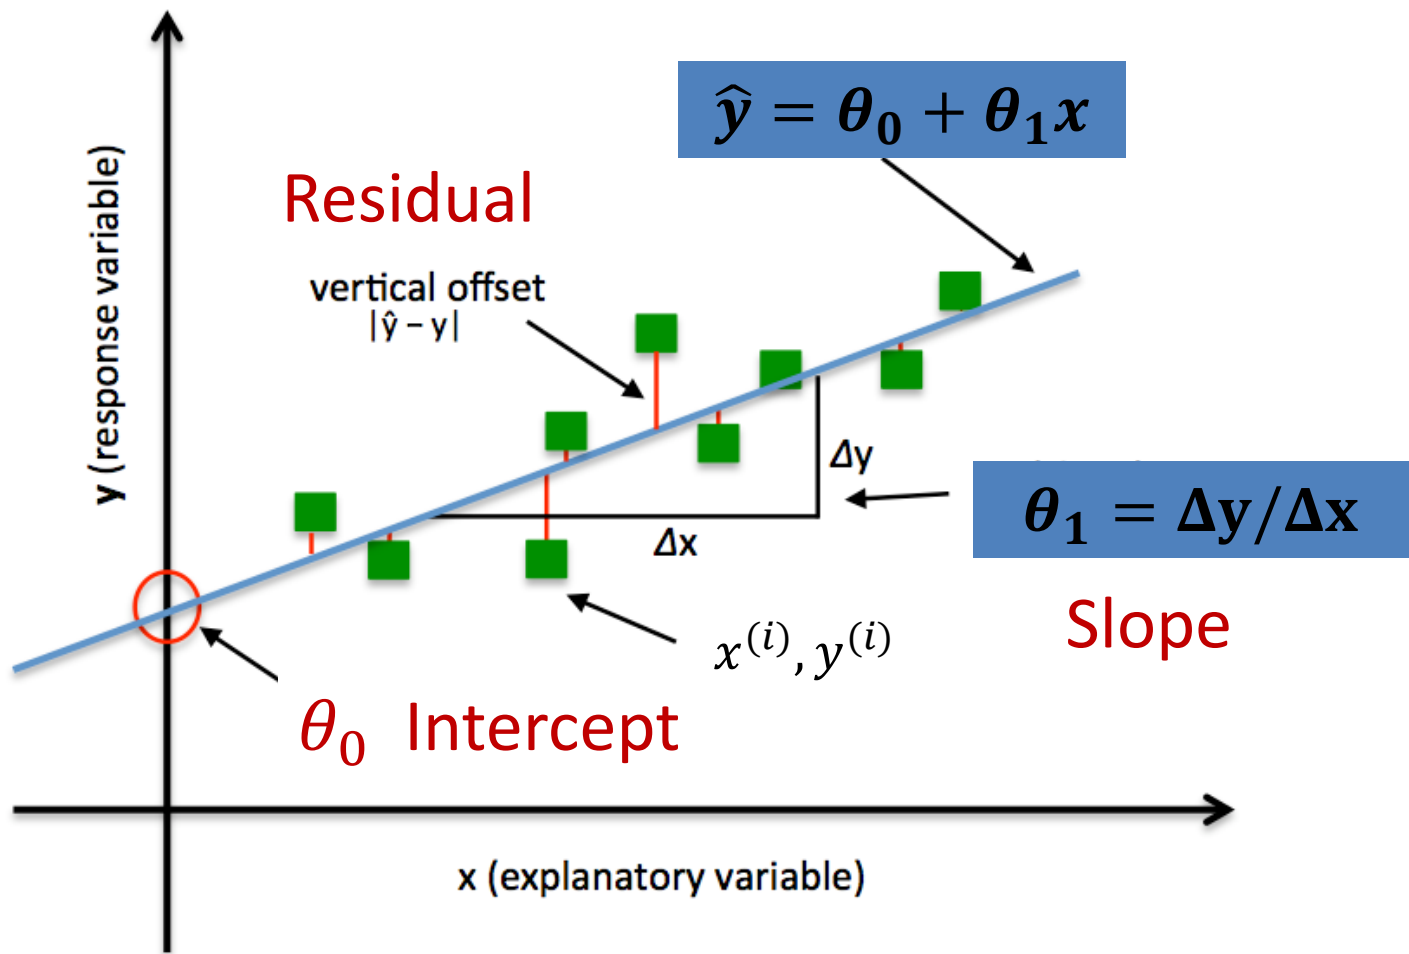 ŷ = θ₀ + θ₁x
Residual
vertical offset
|ŷ – y|
y (response variable)
Δy
θ₁ = Δy/Δx
Δx
Slope
x⁽ⁱ⁾, y⁽ⁱ⁾
θ₀ Intercept
x (explanatory variable)